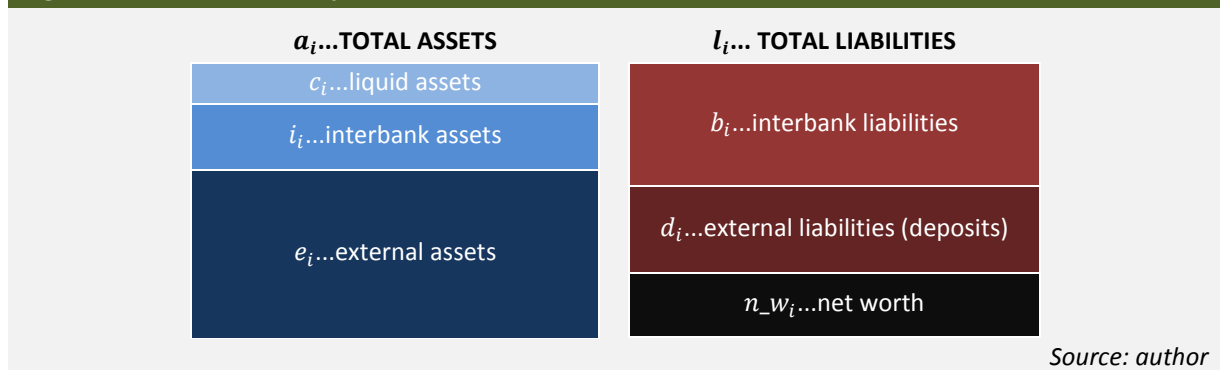 a_i...TOTAL ASSETS
l_i... TOTAL LIABILITIES
c_i...liquid assets
i_i...interbank assets
e_i...external assets
b_i...interbank liabilities
d_i...external liabilities (deposits)
n_w_i...net worth
Source: author